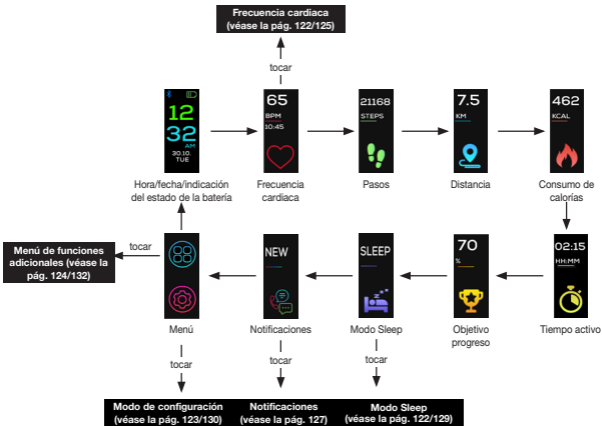 Frecuencia cardiaca
(véase la pág. 122/125)
tocar
12
32
AM
30.10.
TUE
65
BPM
10:45
21168
STEPS
7.5
KM
462
KCAL
Hora/fecha/indicación
del estado de la batería
Frecuencia
cardiaca
Pasos
Distancia
Consumo de
calorías
Menú de funciones
adicionales (véase la
pág. 124/132)
tocar
NEW
SLEEP
70
%
02:15
HH:MM
Menú
Notificaciones
Modo Sleep
Objetivo
progreso
Tiempo activo
tocar
tocar
tocar
Modo de configuración
(véase la pág. 123/130)
Notificaciones
(véase la pág. 127)
Modo Sleep
(véase la pág. 122/129)